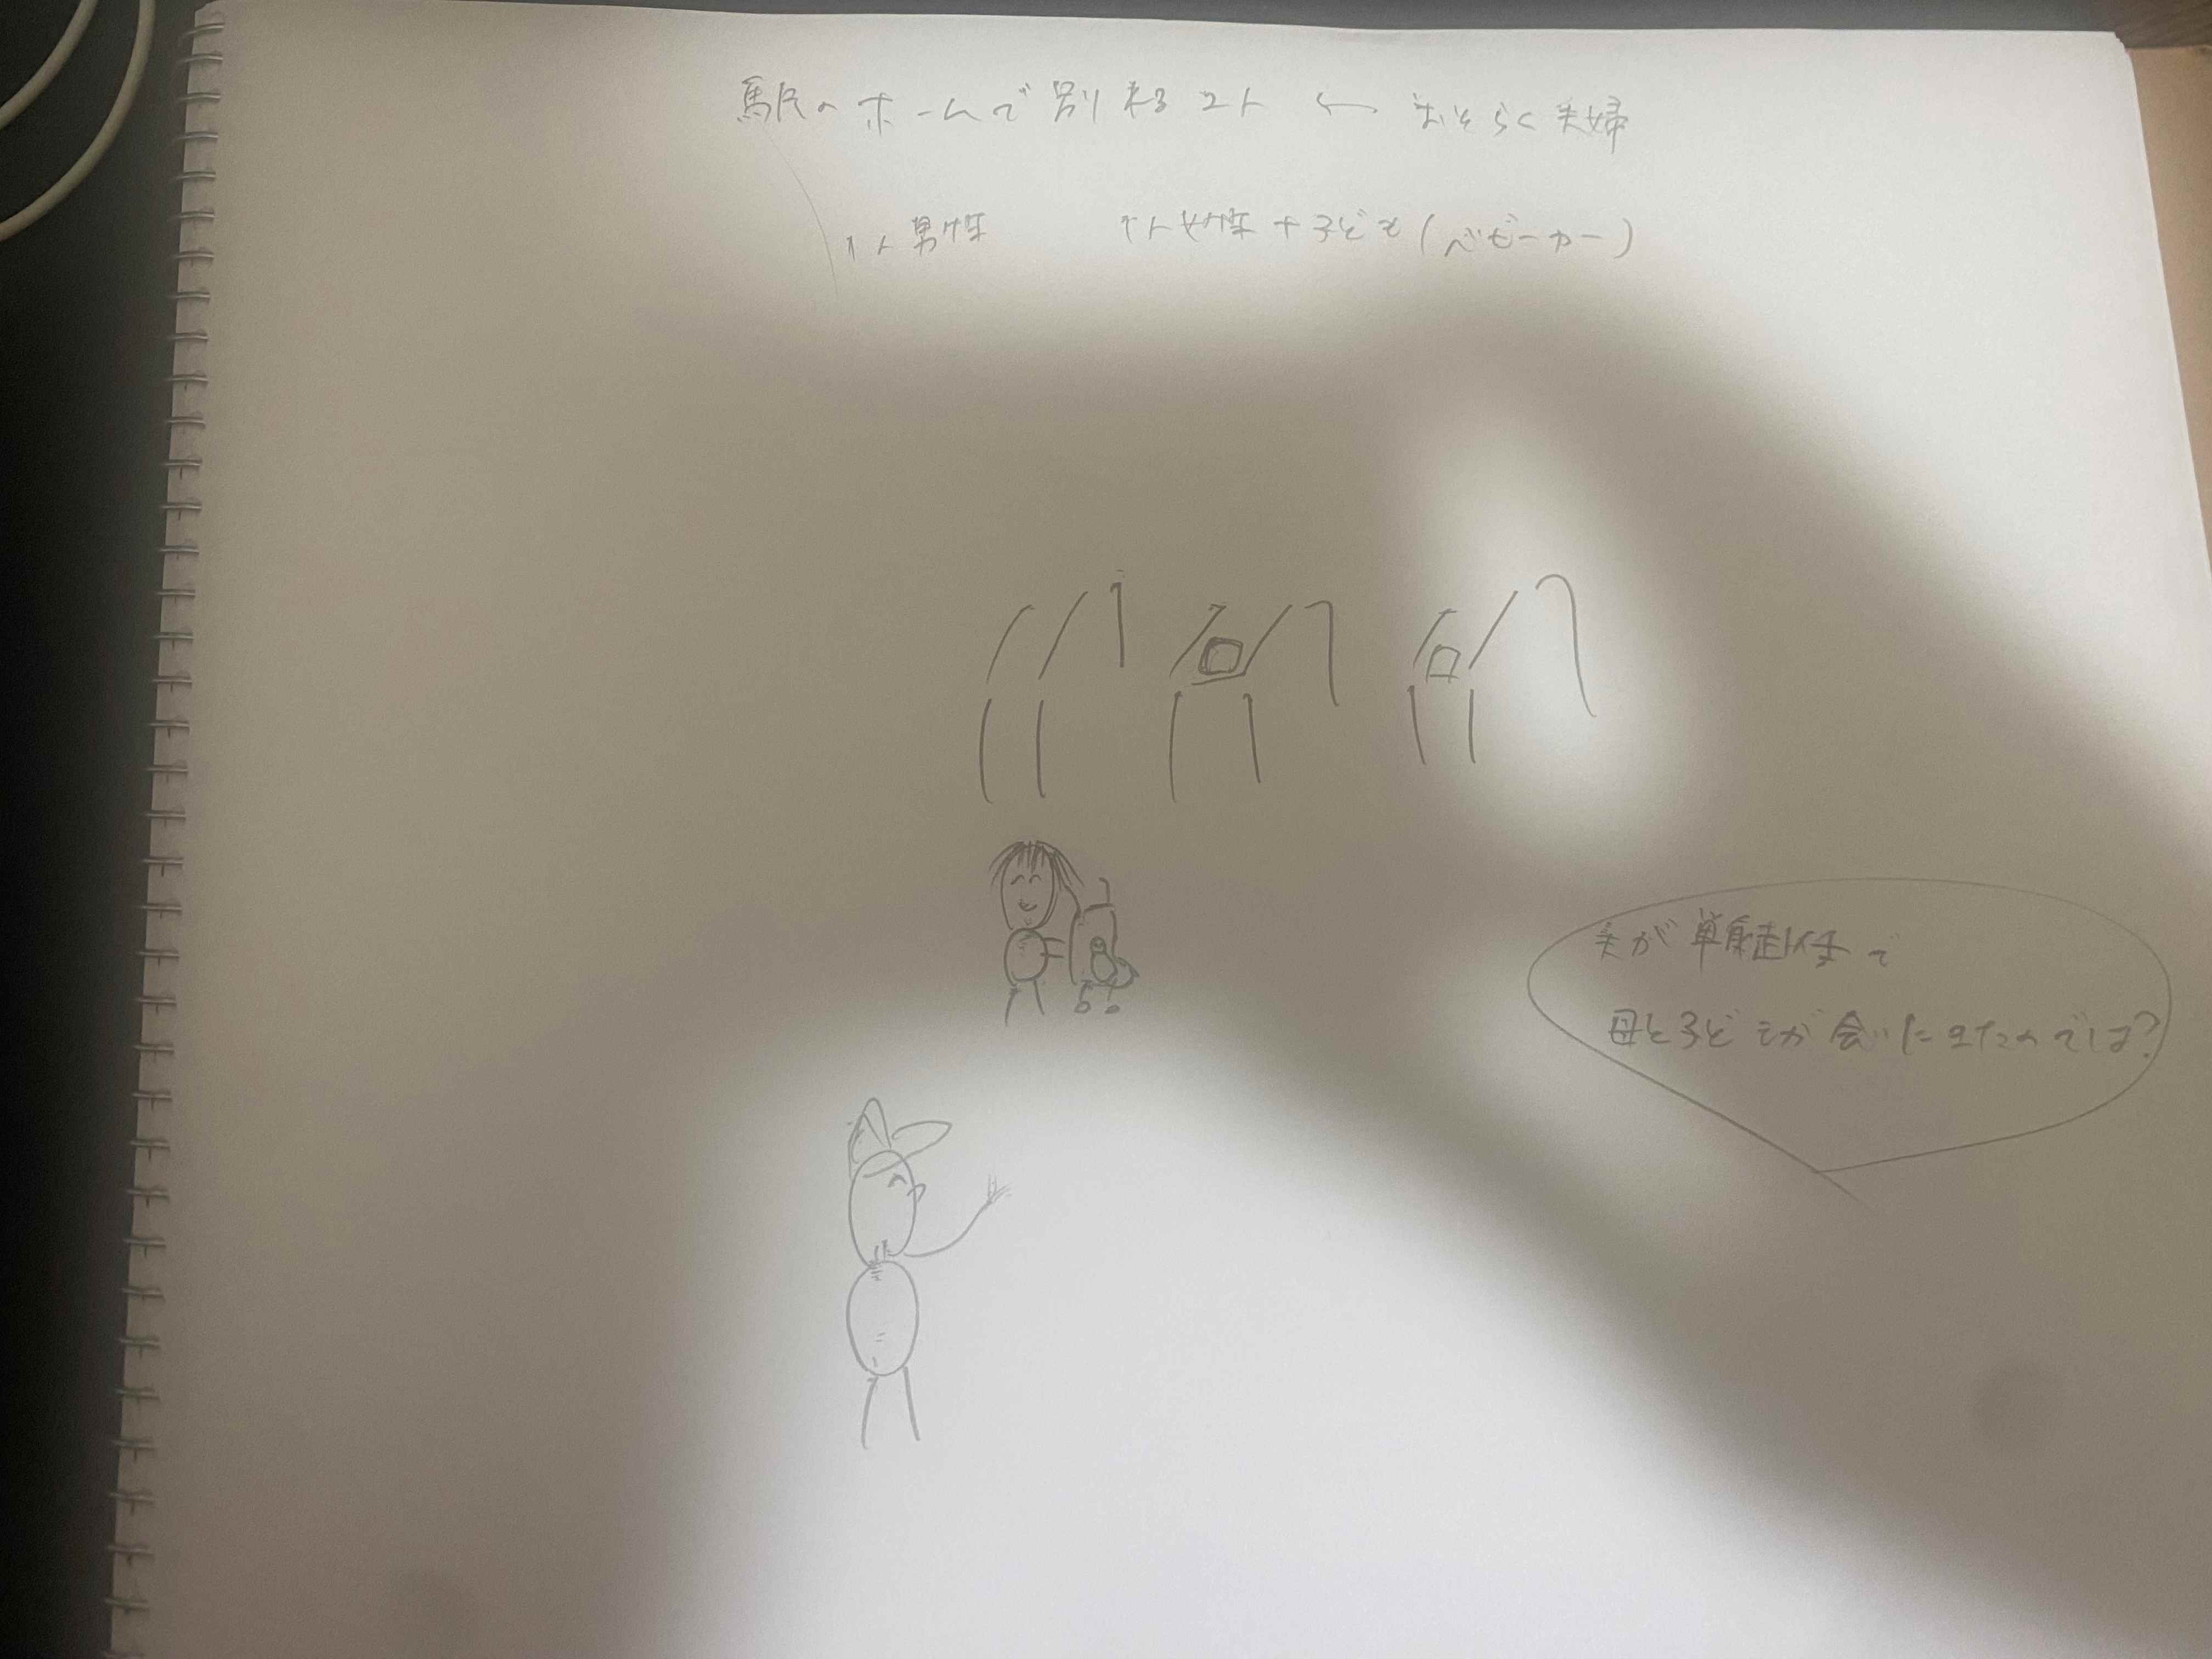 駅のホームで別れる2人 ← おそらく夫婦
1人男性 1人女性+子ども(ベビーカー)
夫が単身赴任で
母と子どもが会いにきたのでは?